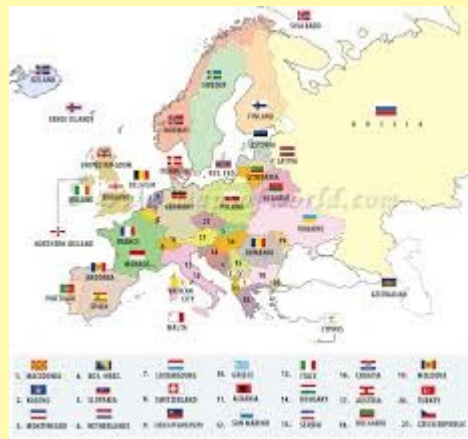 SVALBARD
ICELAND
SWEDEN
FAROE ISLANDS
FINLAND
NORWAY
RUSSIA
ESTONIA
LATVIA
UNITED KINGDOM
BELARUS
IRELAND
BELGIUM
GERMANY
POLAND
UKRAINE
NORTHERN IRELAND
FRANCE
ROMANIA
MONACO
ANDORRA
PORTUGAL
SPAIN
VATICAN CITY
AZERBAIJAN
MALTA
CYPRUS
1. MACEDONIA
4. BOS. HERZ.
7. LUXEMBOURG
10. GREECE
13. ITALY
16. CROATIA
19. MOLDOVA
2. KOSOVO
5. SLOVAKIA
8. SWITZERLAND
11. ALBANIA
14. HUNGARY
17. AUSTRIA
20. TURKEY
3. MONTENEGRO
6. NETHERLANDS
9. LIECHTENSTEIN
12. SAN MARINO
15. SERBIA
18. BULGARIA
21. CZECH REPUBLIC